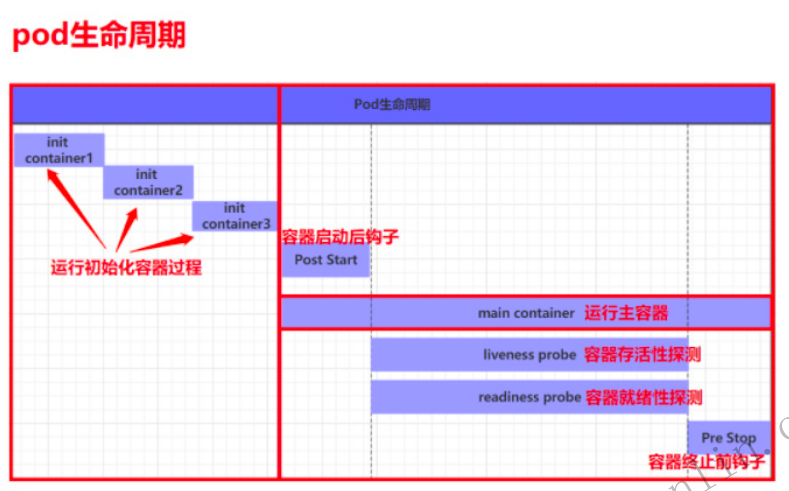 pod生命周期
Pod生命周期
init
container1
init
container2
init
container3
运行初始化容器过程
容器启动后钩子
Post Start
main container 运行主容器
liveness probe 容器存活性探测
readiness probe 容器就绪性探测
Pre Stop
容器终止前钩子